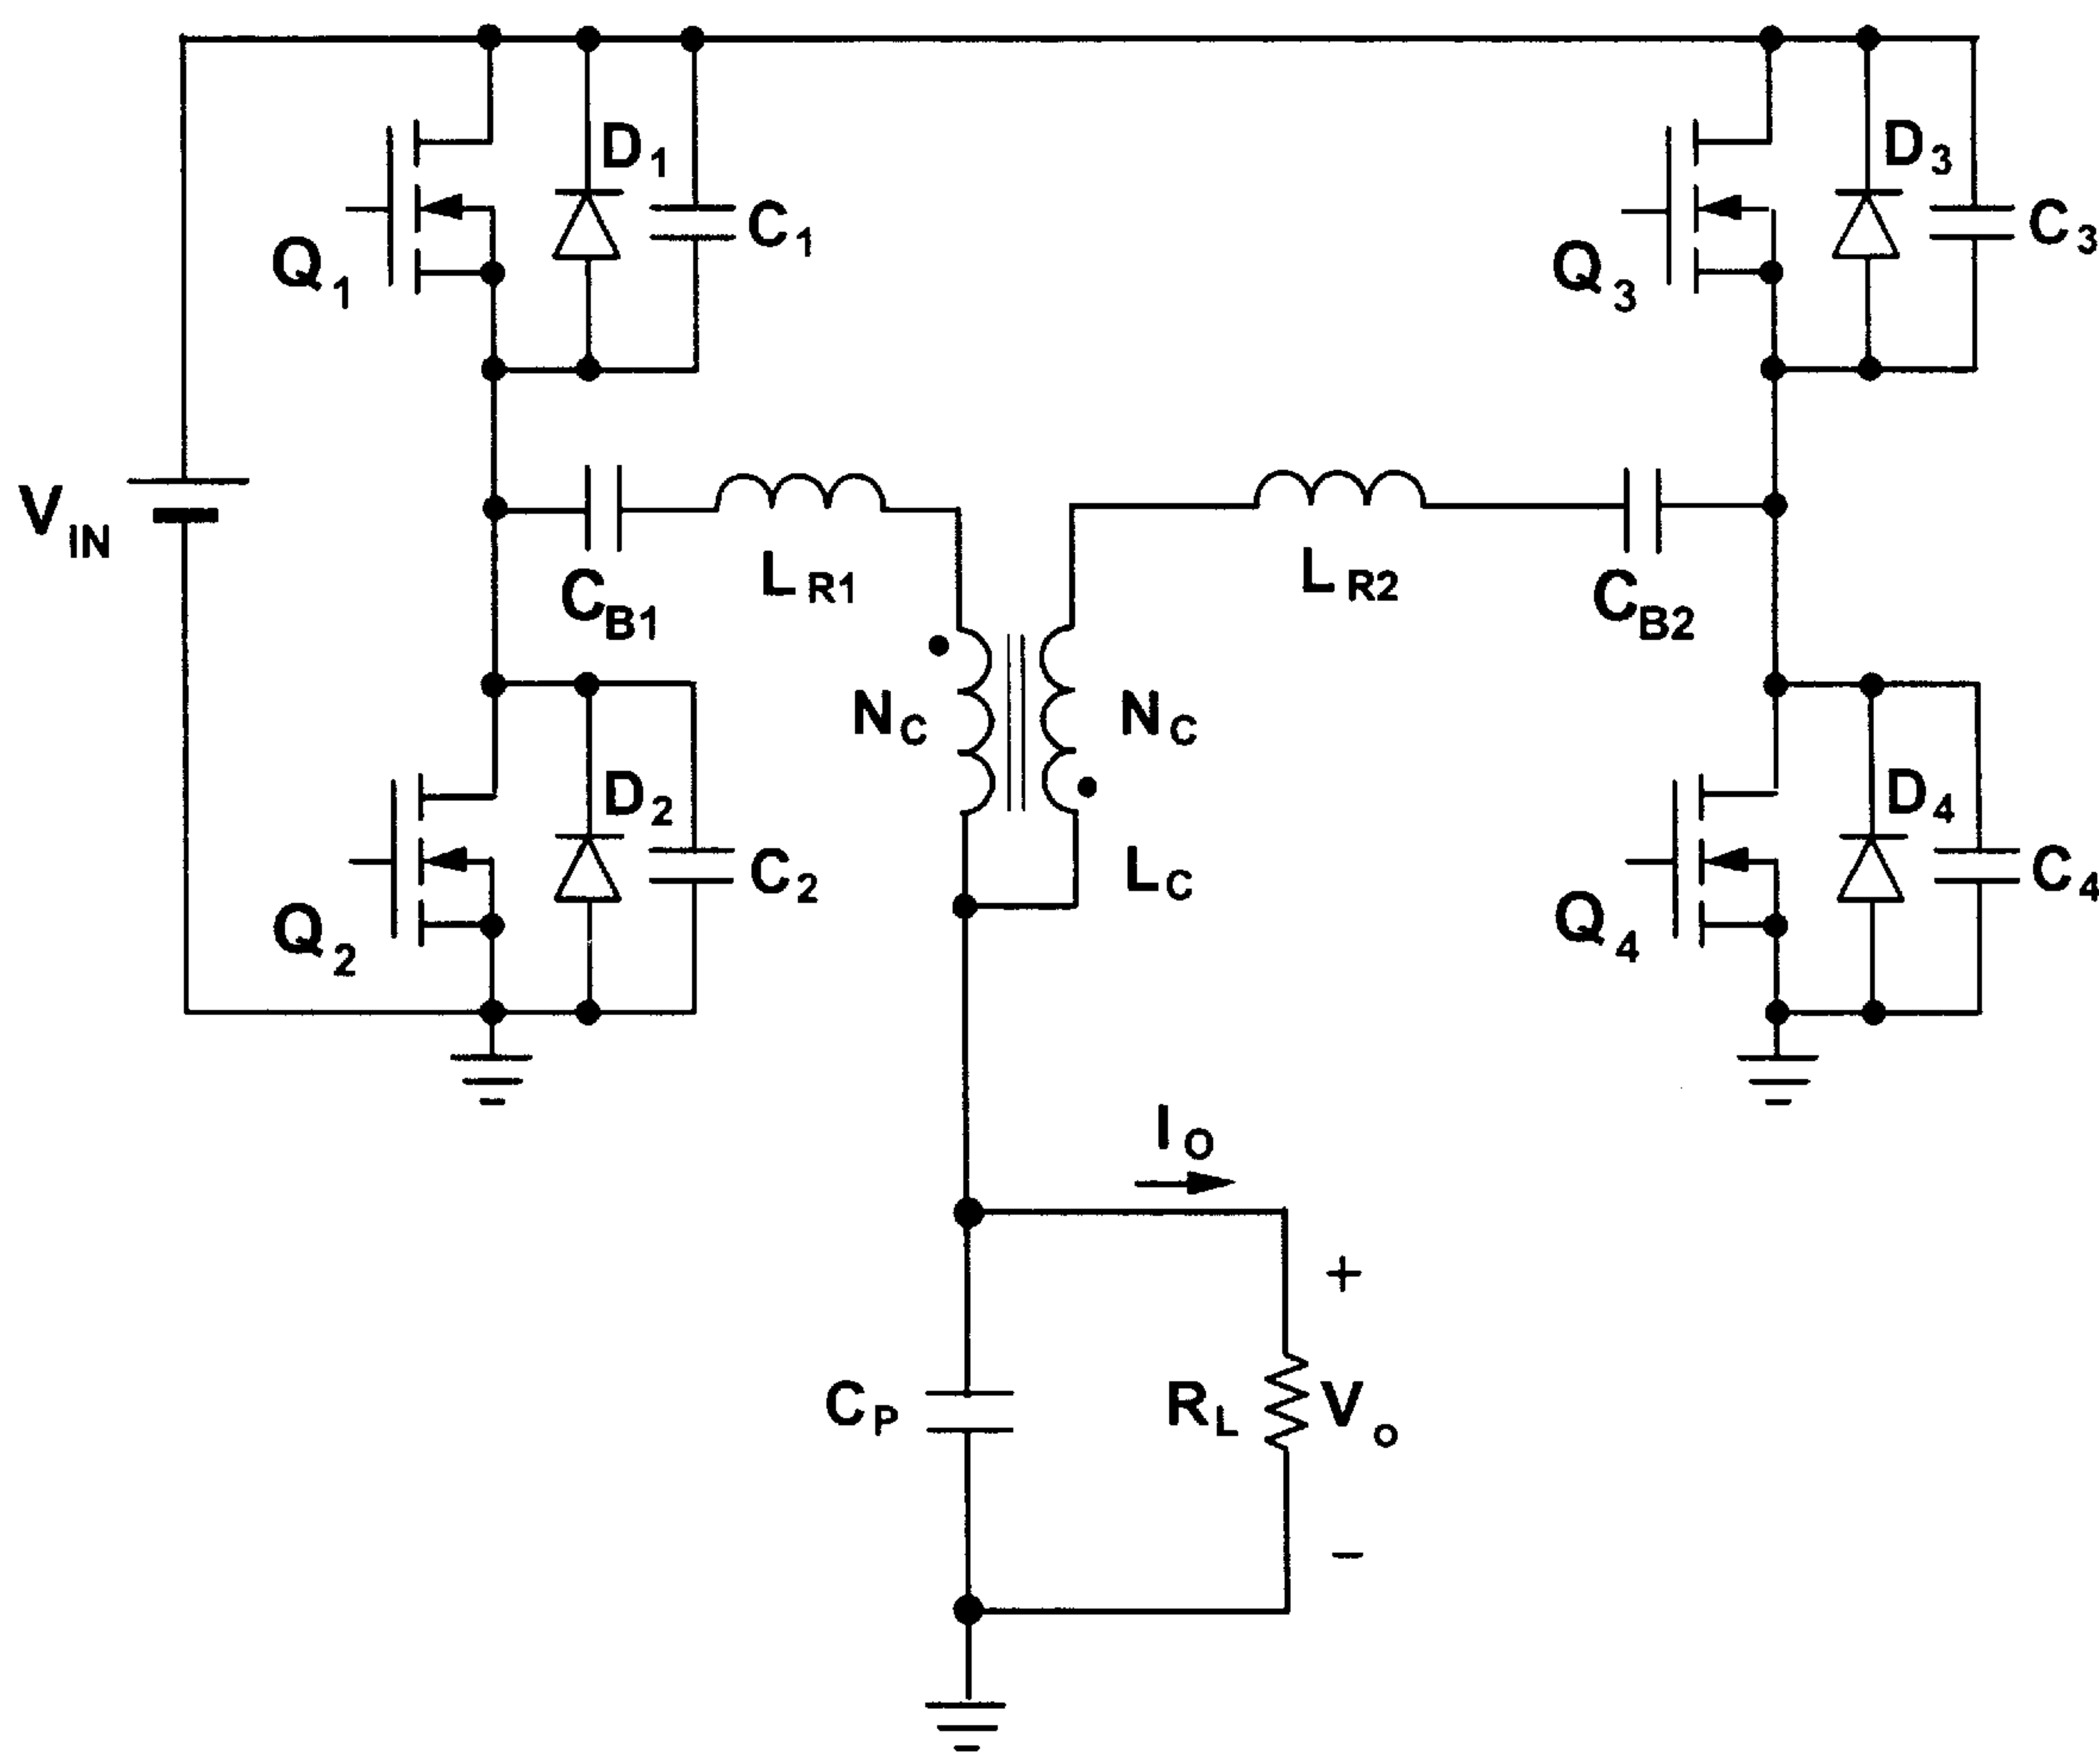 D1
D3
C1
C3
Q1
Q3
VIN
CB1
LR1
LR2
CB2
NC
NC
D2
D4
C2
LC
C4
Q2
Q4
IO
+
CP
RL
Vo
−